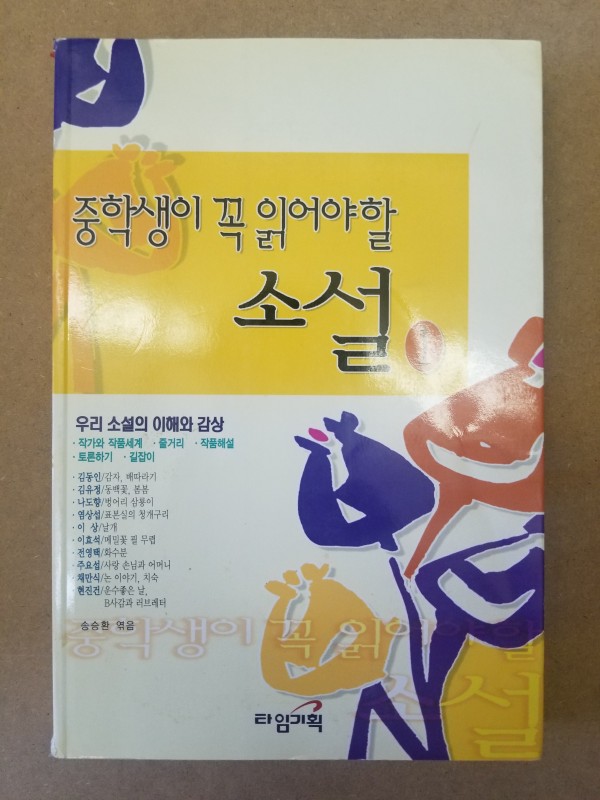 중학생이 꼭 읽어야할
소설
우리 소설의 이해와 감상
· 작가와 작품세계 · 줄거리 · 작품해설
· 토론하기 · 길잡이
· 김동인/감자, 배따라기
· 김유정/동백꽃, 봄봄
· 나도향/벙어리 삼룡이
· 염상섭/표본실의 청개구리
· 이 상/날개
· 이효석/메밀꽃 필 무렵
· 전영택/화수분
· 주요섭/사랑 손님과 어머니
· 채만식/논 이야기, 치숙
· 현진건/운수좋은 날,
B사감과 러브레터
송승환 엮음
중학생이 꼭 읽어야할
소설
타임기획